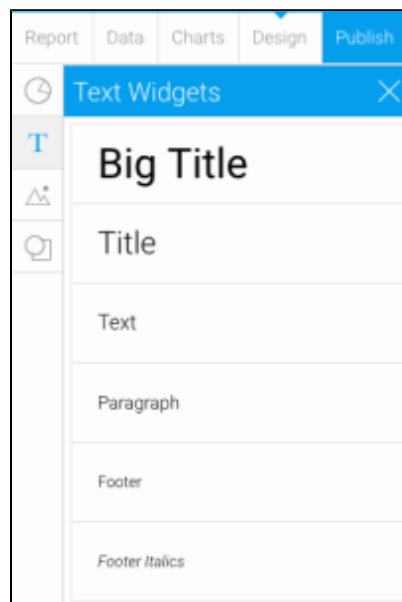 Report Data Charts Design Publish
Text Widgets
T
Big Title
Title
Text
Paragraph
Footer
Footer Italics